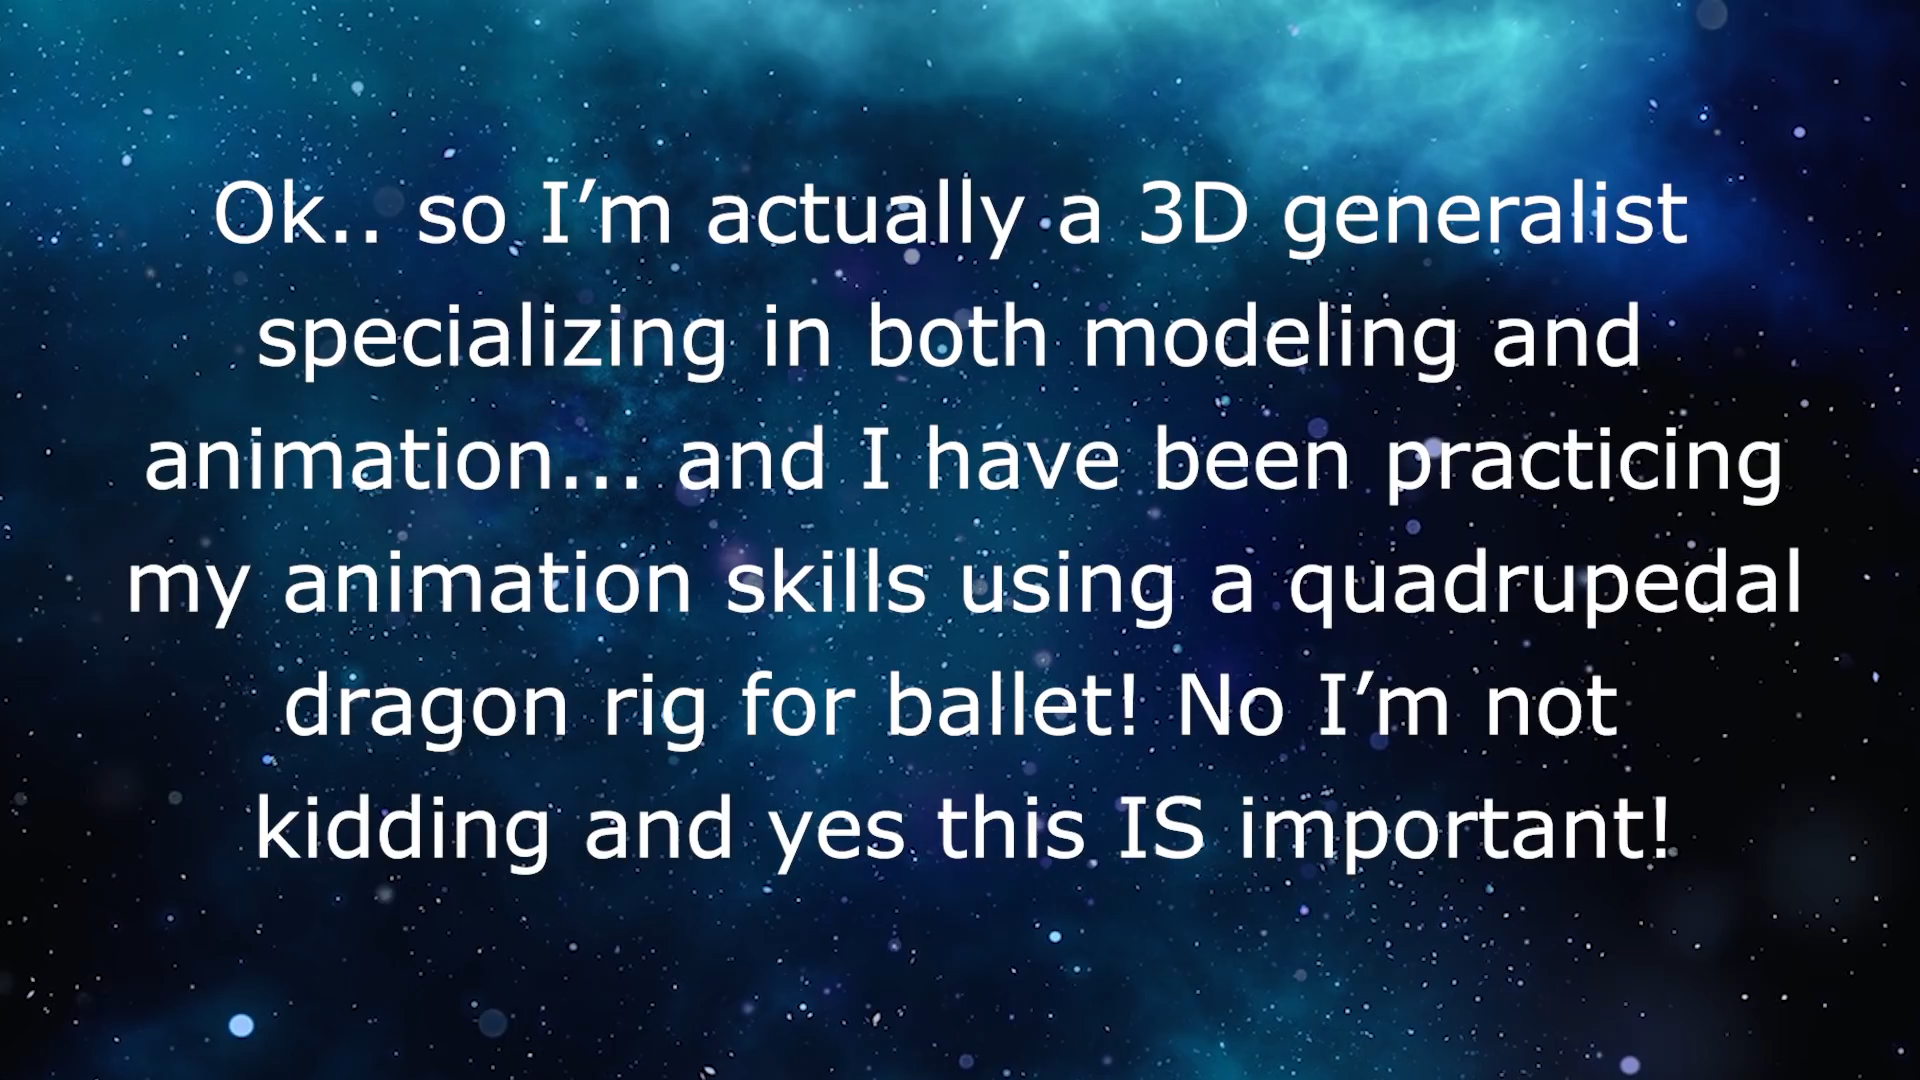 Ok.. so I’m actually a 3D generalist
specializing in both modeling and
animation... and I have been practicing
my animation skills using a quadrupedal
dragon rig for ballet! No I’m not
kidding and yes this IS important!